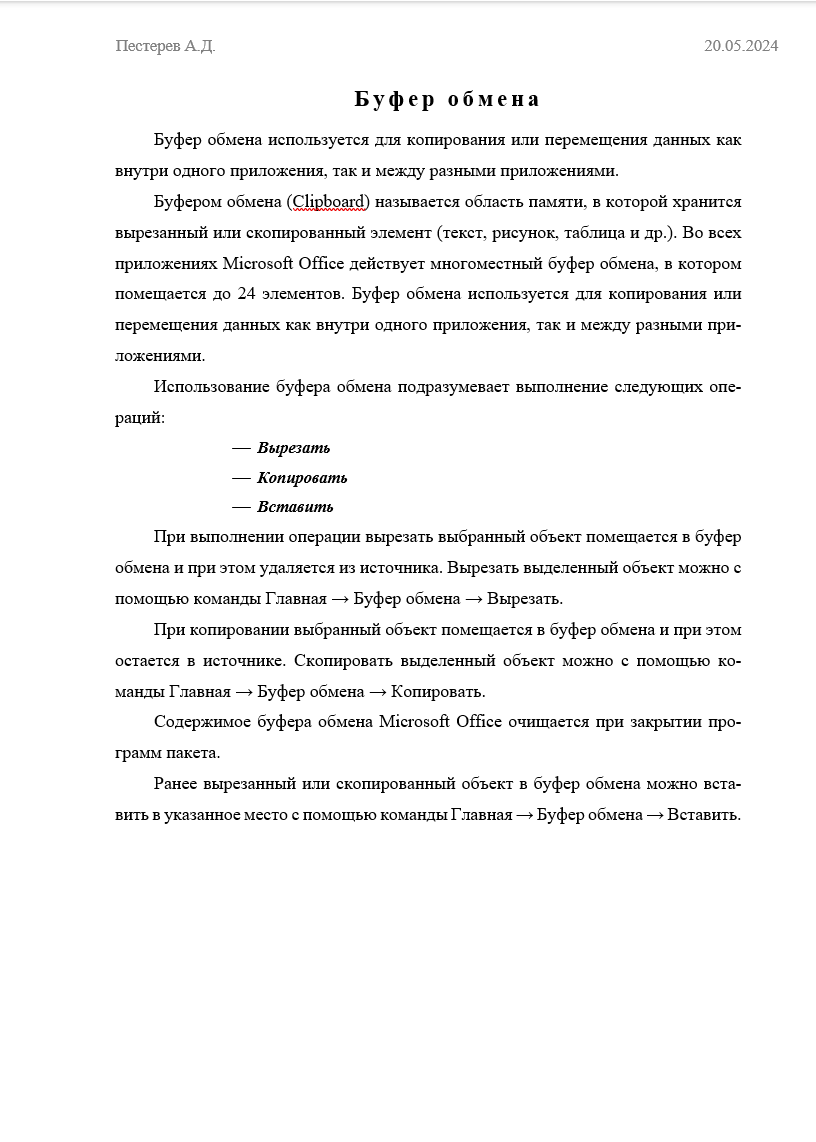 Пестерев А.Д. 20.05.2024
Буфер обмена
Буфер обмена используется для копирования или перемещения данных как
внутри одного приложения, так и между разными приложениями.
Буфером обмена (Clipboard) называется область памяти, в которой хранится
вырезанный или скопированный элемент (текст, рисунок, таблица и др.). Во всех
приложениях Microsoft Office действует многоместный буфер обмена, в котором
помещается до 24 элементов. Буфер обмена используется для копирования или
перемещения данных как внутри одного приложения, так и между разными при-
ложениями.
Использование буфера обмена подразумевает выполнение следующих опе-
раций:
— Вырезать
— Копировать
— Вставить
При выполнении операции вырезать выбранный объект помещается в буфер
обмена и при этом удаляется из источника. Вырезать выделенный объект можно с
помощью команды Главная → Буфер обмена → Вырезать.
При копировании выбранный объект помещается в буфер обмена и при этом
остается в источнике. Скопировать выделенный объект можно с помощью ко-
манды Главная → Буфер обмена → Копировать.
Содержимое буфера обмена Microsoft Office очищается при закрытии про-
грамм пакета.
Ранее вырезанный или скопированный объект в буфер обмена можно вста-
вить в указанное место с помощью команды Главная → Буфер обмена → Вставить.